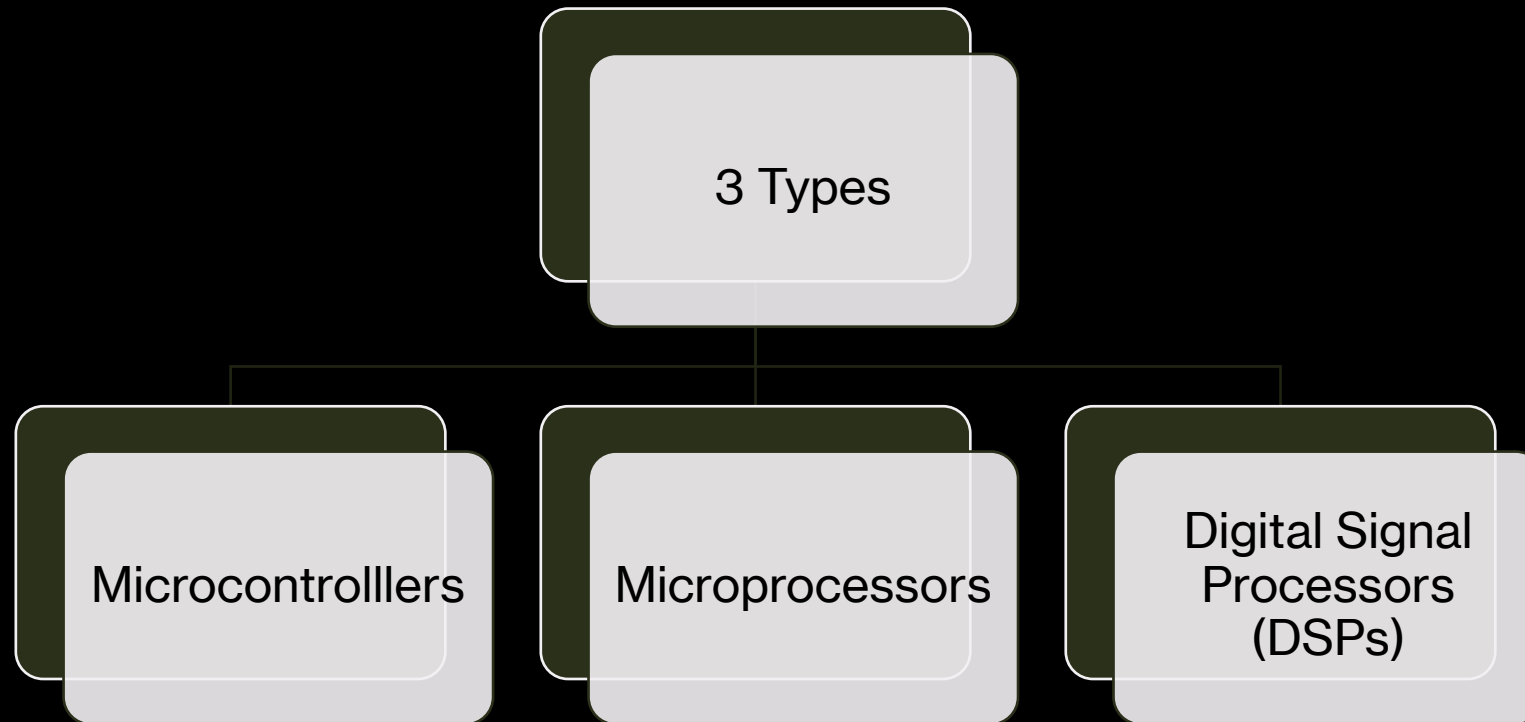 3 Types
Microcontrolllers
Microprocessors
Digital Signal
Processors
(DSPs)